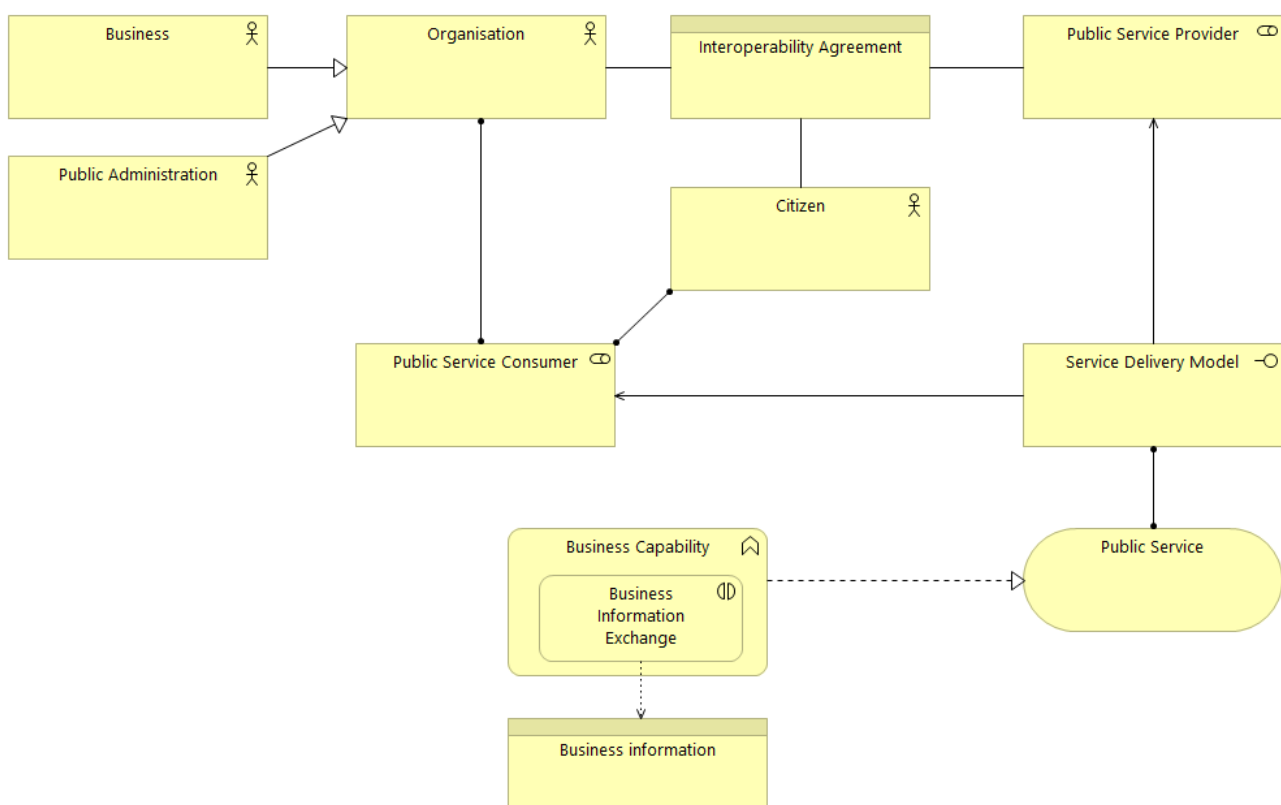 Business
Organisation
Interoperability Agreement
Public Service Provider
Public Administration
Citizen
Public Service Consumer
Service Delivery Model
Business Capability
Business
Information
Exchange
Public Service
Business information